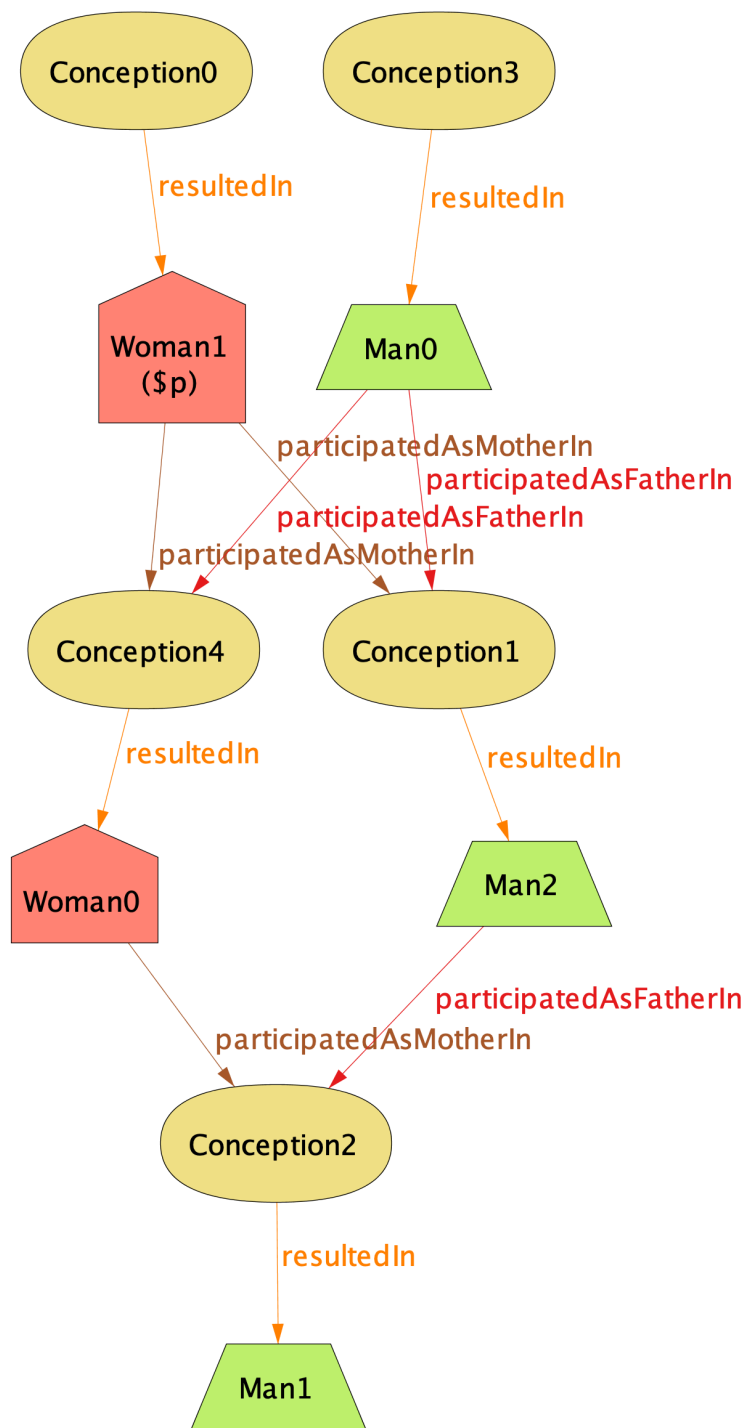 Conception0
Conception3
resultedIn
resultedIn
Woman1
($p)
Man0
participatedAsMotherIn
participatedAsFatherIn
participatedAsFatherIn
participatedAsMotherIn
Conception4
Conception1
resultedIn
resultedIn
Woman0
Man2
participatedAsFatherIn
participatedAsMotherIn
Conception2
resultedIn
Man1